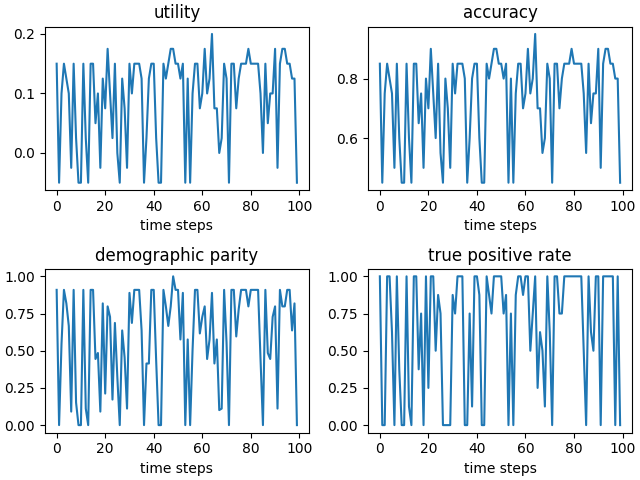 utility
accuracy
0.2
0.1
0.0
0.8
0.6
0 20 40 60 80 100
0 20 40 60 80 100
time steps
time steps
demographic parity
true positive rate
1.00
0.75
0.50
0.25
0.00
1.00
0.75
0.50
0.25
0.00
0 20 40 60 80 100
0 20 40 60 80 100
time steps
time steps